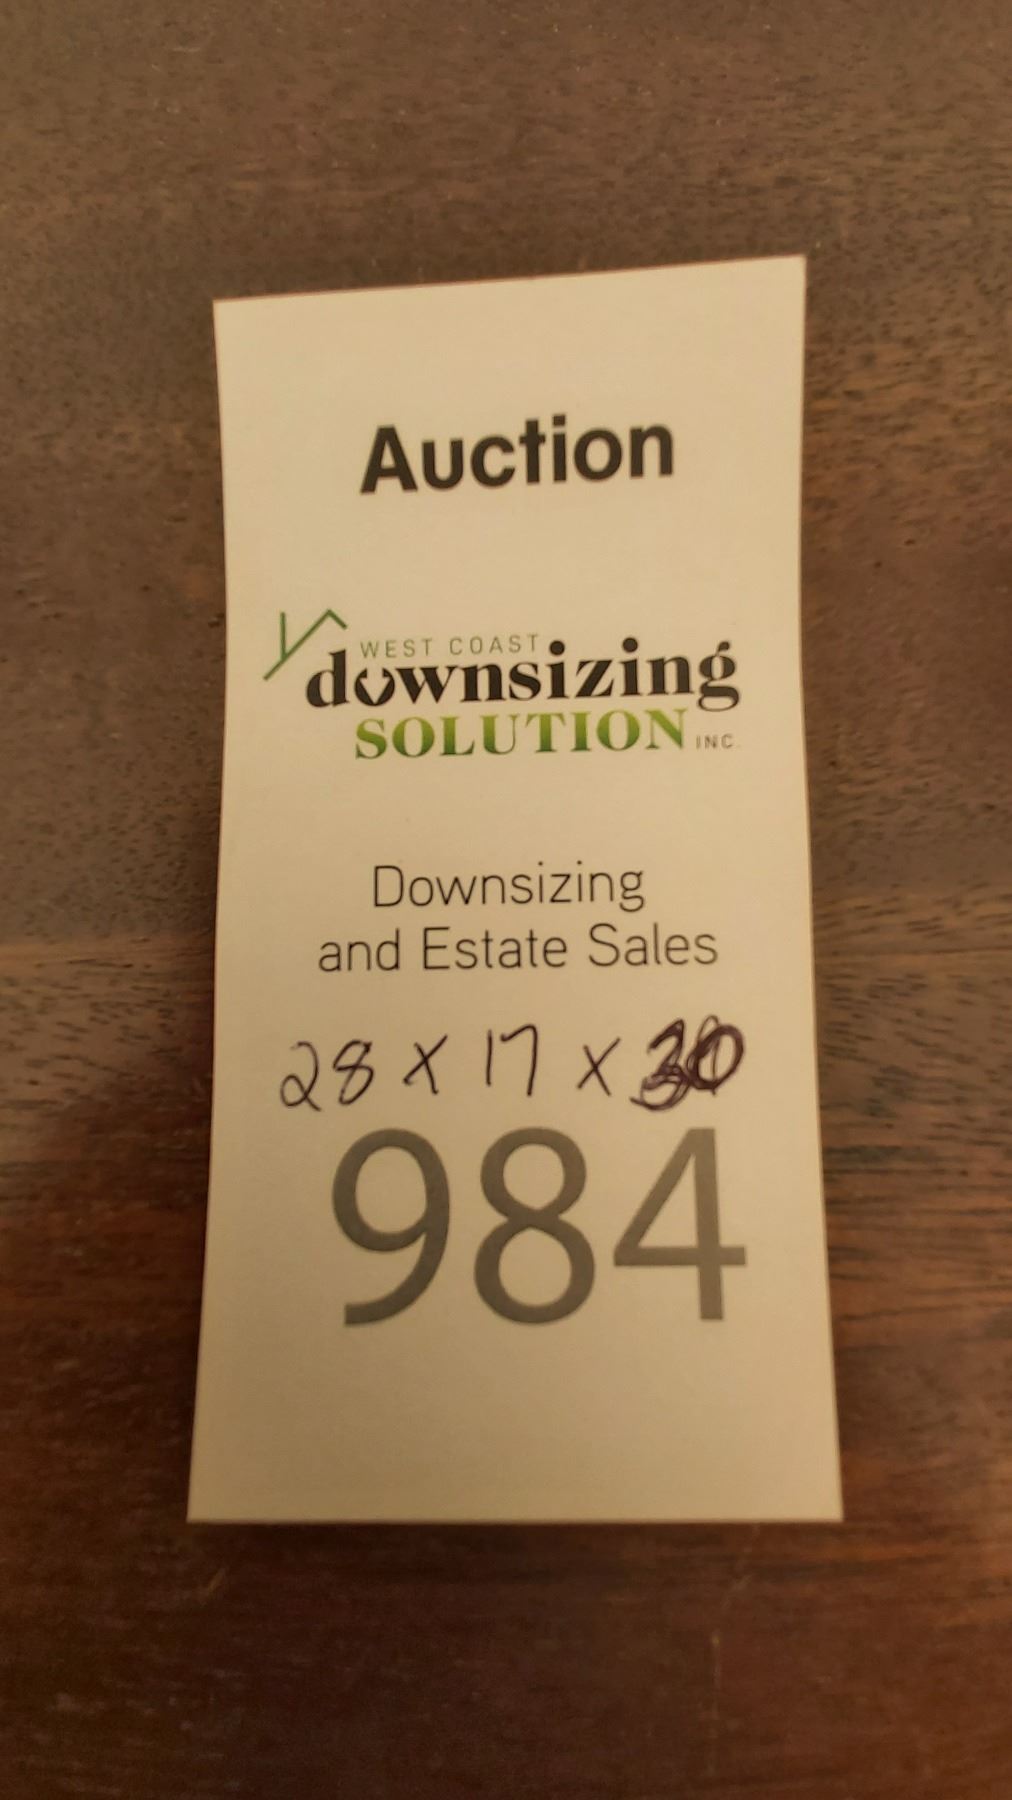 Auction
WEST COAST
downsizing
SOLUTION INC.
Downsizing
and Estate Sales
28 x 17 x 30
984